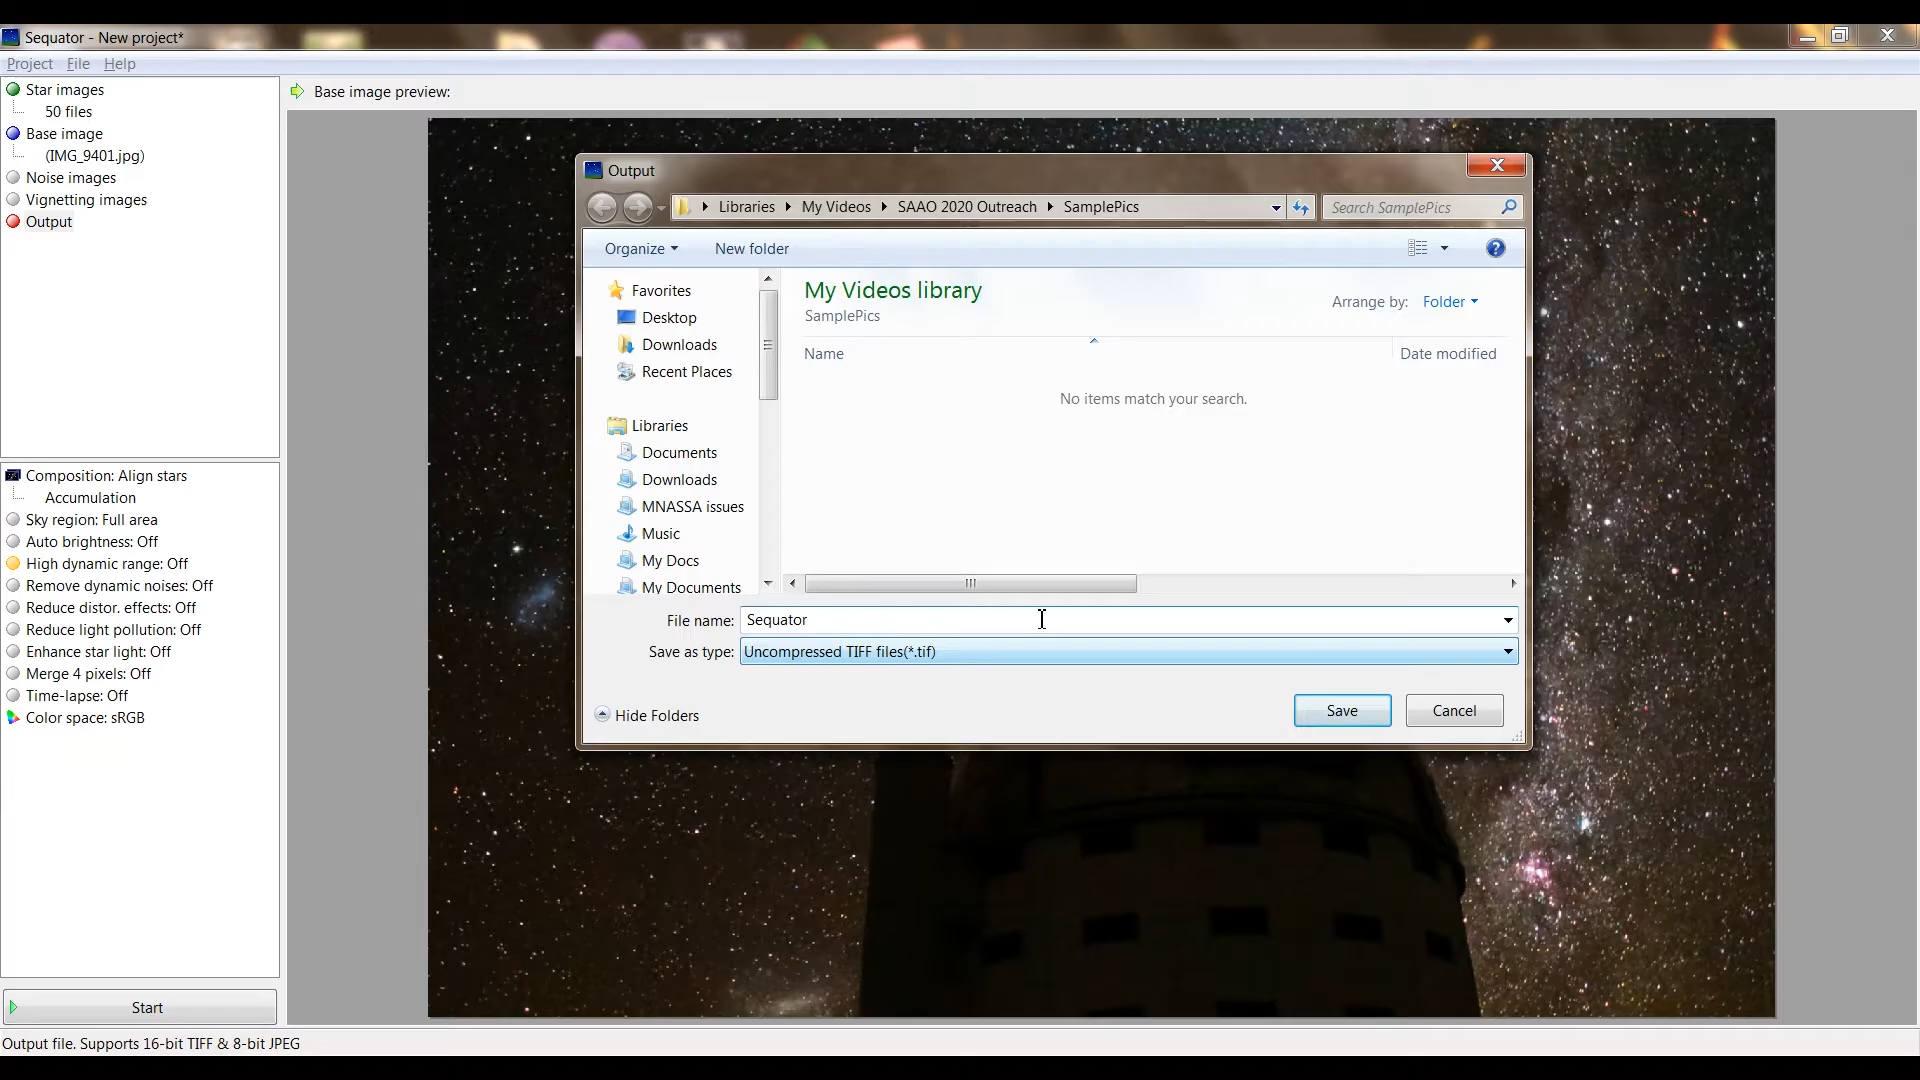 Sequator - New project*
Project File Help
Star images
50 files
Base image
(IMG_9401.jpg)
Noise images
Vignetting images
Output
Composition: Align stars
Accumulation
Sky region: Full area
Auto brightness: Off
High dynamic range: Off
Remove dynamic noises: Off
Reduce distor. effects: Off
Reduce light pollution: Off
Enhance star light: Off
Merge 4 pixels: Off
Time-lapse: Off
Color space: sRGB
Start
Output file. Supports 16-bit TIFF & 8-bit JPEG
Base image preview:
Output
Libraries My Videos SAAO 2020 Outreach SamplePics
Search SamplePics
Organize New folder
Favorites
Desktop
Downloads
Recent Places
Libraries
Documents
Downloads
MNASSA issues
Music
My Docs
My Documents
My Videos library
SamplePics
Arrange by: Folder
Name Date modified
No items match your search.
File name: Sequator
Save as type: Uncompressed TIFF files(*.tif)
Hide Folders
Save Cancel